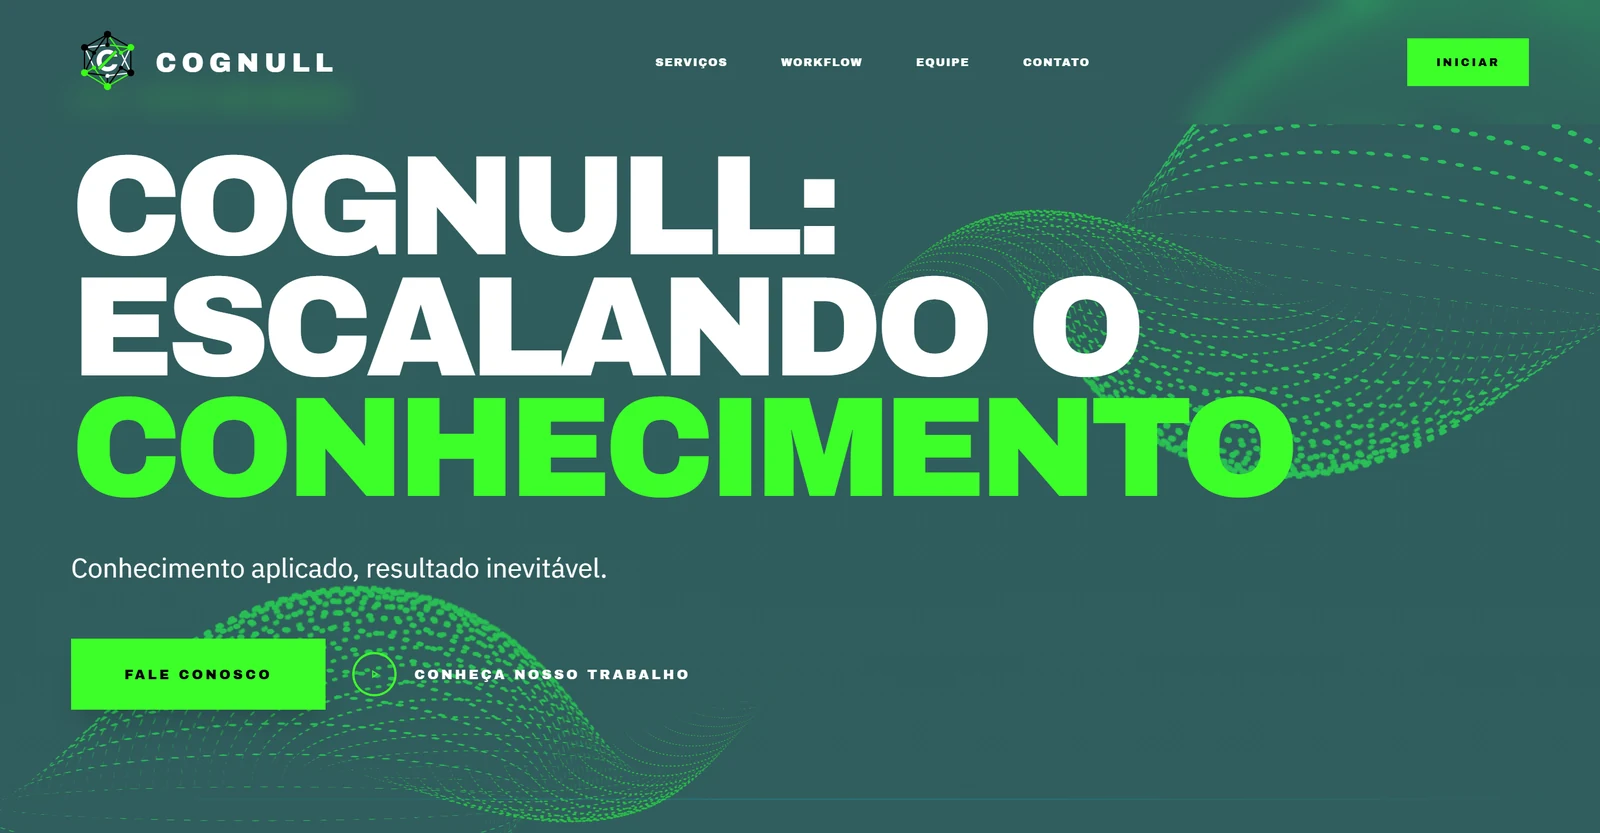 C
COGNULL
SERVIÇOS
WORKFLOW
EQUIPE
CONTATO
INICIAR
COGNULL:
ESCALANDO O
CONHECIMENTO
Conhecimento aplicado, resultado inevitável.
FALE CONOSCO
CONHEÇA NOSSO TRABALHO